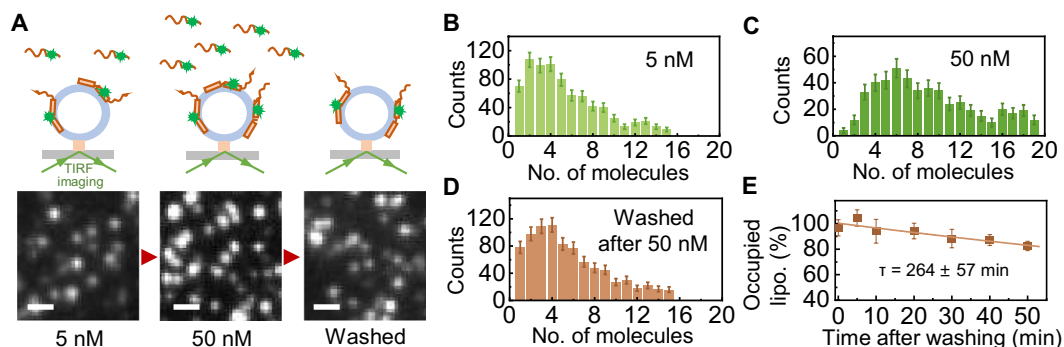 A
TIRF
imaging
5 nM
50 nM
Washed
B
5 nM
Counts
120
80
40
0
0
4
8
12
16
20
No. of molecules
C
50 nM
Counts
60
40
20
0
0
4
8
12
16
20
No. of molecules
D
Washed
after 50 nM
Counts
120
80
40
0
0
4
8
12
16
20
No. of molecules
E
Occupied
lipo. (%)
100
80
60
40
τ = 264 ± 57 min
0
10
20
30
40
50
Time after washing (min)